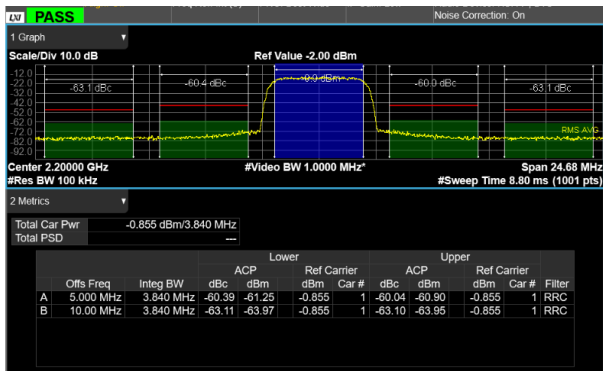 LXI PASS
Noise Correction: On
1 Graph
Scale/Div 10.0 dB Ref Value -2.00 dBm
-12.0
-22.0
-32.0
-42.0
-52.0
-62.0
-72.0
-82.0
-92.0
-63.1 dBc -60.4 dBc -60.0 dBc -63.1 dBc
RMS AVG
Center 2.20000 GHz #Video BW 1.0000 MHz* Span 24.68 MHz
#Res BW 100 kHz #Sweep Time 8.80 ms (1001 pts)
2 Metrics
Total Car Pwr -0.855 dBm/3.840 MHz
Total PSD ---
Lower Upper
ACP Ref Carrier ACP Ref Carrier
Offs Freq Integ BW dBc dBm dBm Car # dBc dBm dBm Car # Filter
A 5.000 MHz 3.840 MHz -60.39 -61.25 -0.855 1 -60.04 -60.90 -0.855 1 RRC
B 10.00 MHz 3.840 MHz -63.11 -63.97 -0.855 1 -63.10 -63.95 -0.855 1 RRC